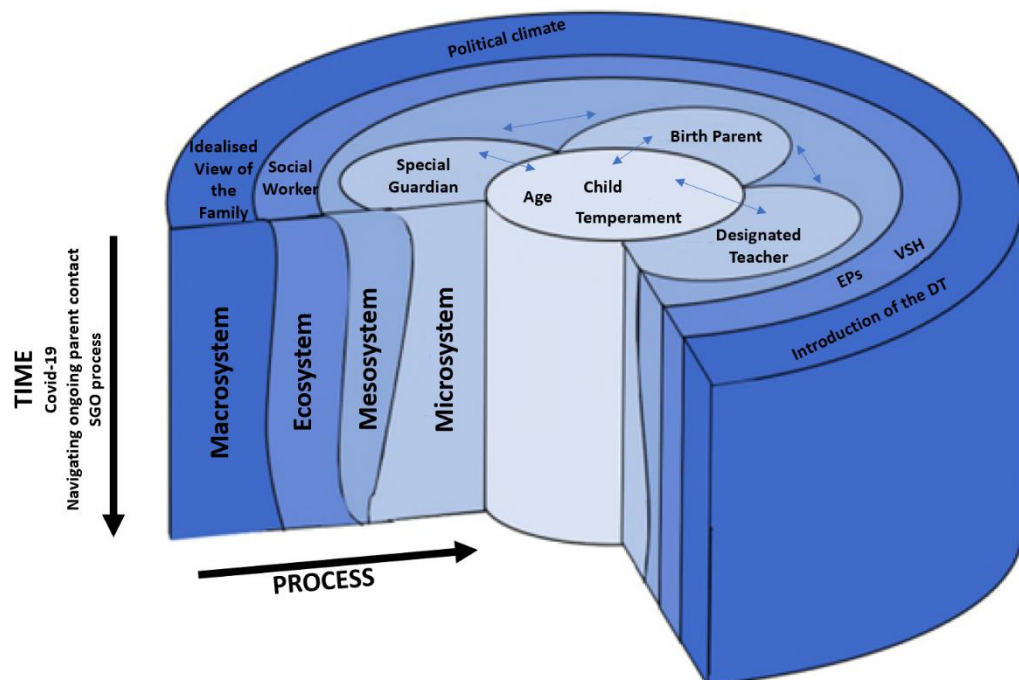 Political climate
Idealised
View of
the
Family
Social
Worker
Special
Guardian
Birth Parent
Age
Child
Temperament
Designated
Teacher
EPs
VSH
Introduction of the DT
Macrosystem
Ecosystem
Mesosystem
Microsystem
TIME
Covid-19
Navigating ongoing parent contact
SGO process
PROCESS